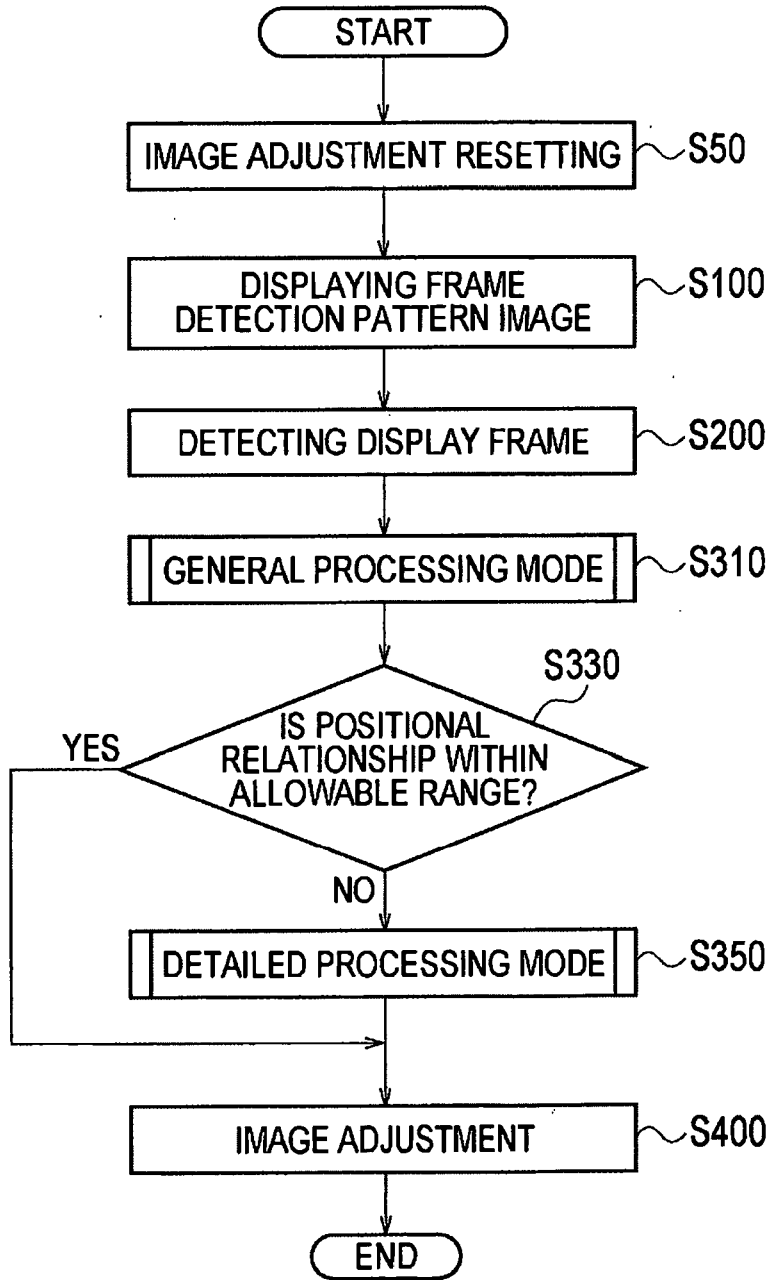 START
IMAGE ADJUSTMENT RESETTING
S50
DISPLAYING FRAME
DETECTION PATTERN IMAGE
S100
DETECTING DISPLAY FRAME
S200
GENERAL PROCESSING MODE
S310
S330
IS POSITIONAL
RELATIONSHIP WITHIN
ALLOWABLE RANGE?
YES
NO
DETAILED PROCESSING MODE
S350
IMAGE ADJUSTMENT
S400
END